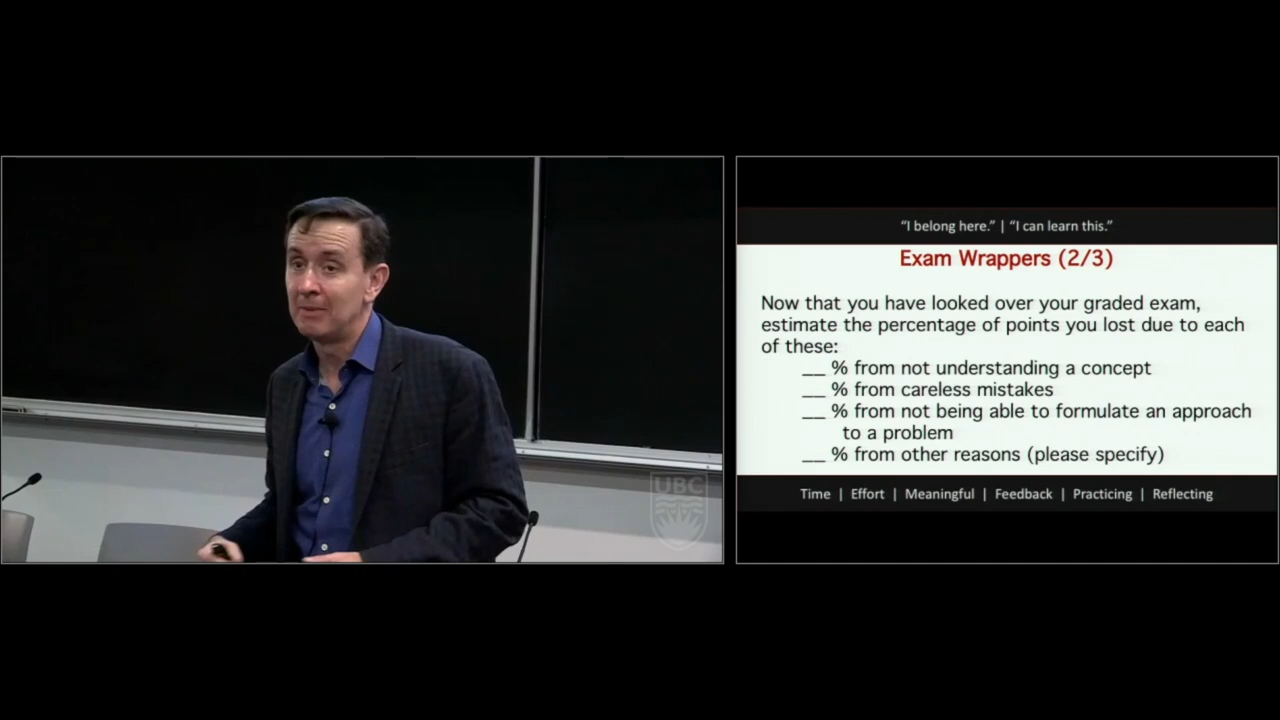 UBC
“I belong here.” | “I can learn this.”
Exam Wrappers (2/3)
Now that you have looked over your graded exam,
estimate the percentage of points you lost due to each
of these:
__ % from not understanding a concept
__ % from careless mistakes
__ % from not being able to formulate an approach
to a problem
__ % from other reasons (please specify)
Time | Effort | Meaningful | Feedback | Practicing | Reflecting